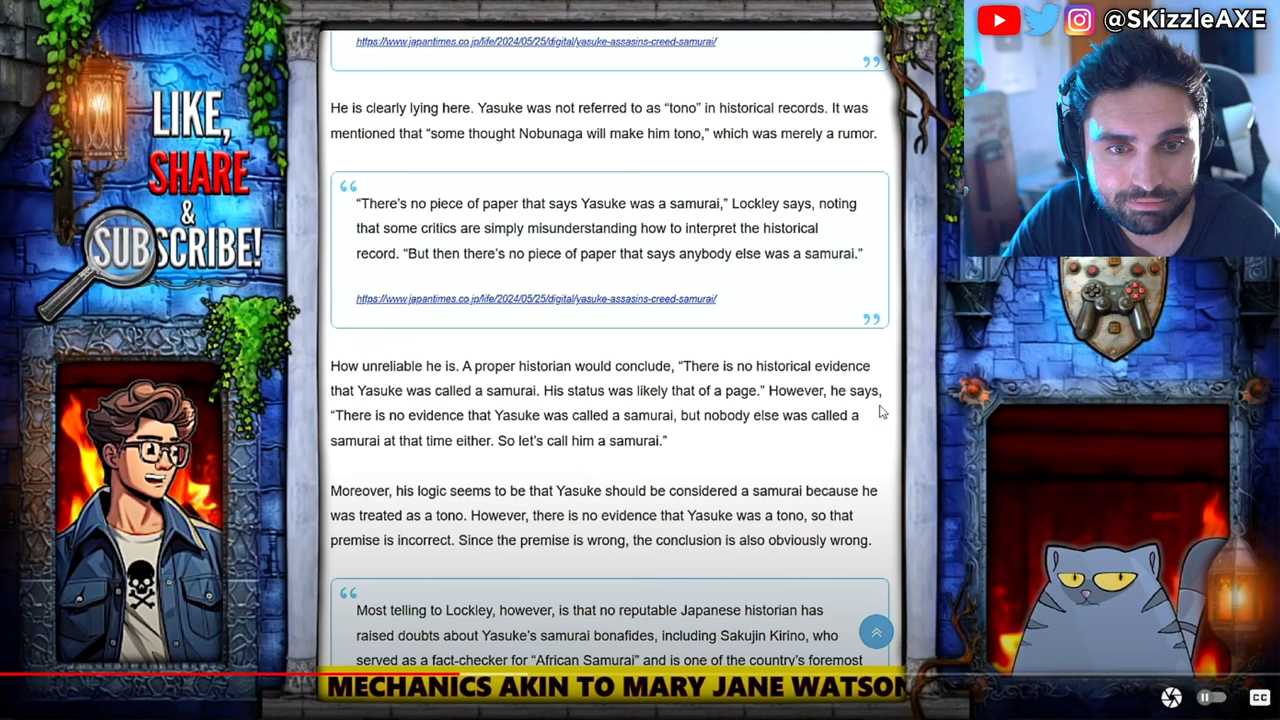 @SKizzleAXE
https://www.japantimes.co.jp/life/2024/05/25/digital/yasuke-assasins-creed-samurai/
”
He is clearly lying here. Yasuke was not referred to as “tono” in historical records. It was
mentioned that “some thought Nobunaga will make him tono,” which was merely a rumor.
“
“There’s no piece of paper that says Yasuke was a samurai,” Lockley says, noting
that some critics are simply misunderstanding how to interpret the historical
record. “But then there’s no piece of paper that says anybody else was a samurai.”
https://www.japantimes.co.jp/life/2024/05/25/digital/yasuke-assasins-creed-samurai/
”
How unreliable he is. A proper historian would conclude, “There is no historical evidence
that Yasuke was called a samurai. His status was likely that of a page.” However, he says,
“There is no evidence that Yasuke was called a samurai, but nobody else was called a
samurai at that time either. So let’s call him a samurai.”
Moreover, his logic seems to be that Yasuke should be considered a samurai because he
was treated as a tono. However, there is no evidence that Yasuke was a tono, so that
premise is incorrect. Since the premise is wrong, the conclusion is also obviously wrong.
“
Most telling to Lockley, however, is that no reputable Japanese historian has
raised doubts about Yasuke’s samurai bonafides, including Sakujin Kirino, who
served as a fact-checker for “African Samurai” and is one of the country’s foremost
LIKE,
SHARE
&
SUBSCRIBE!
MECHANICS AKIN TO MARY JANE WATSON
CC